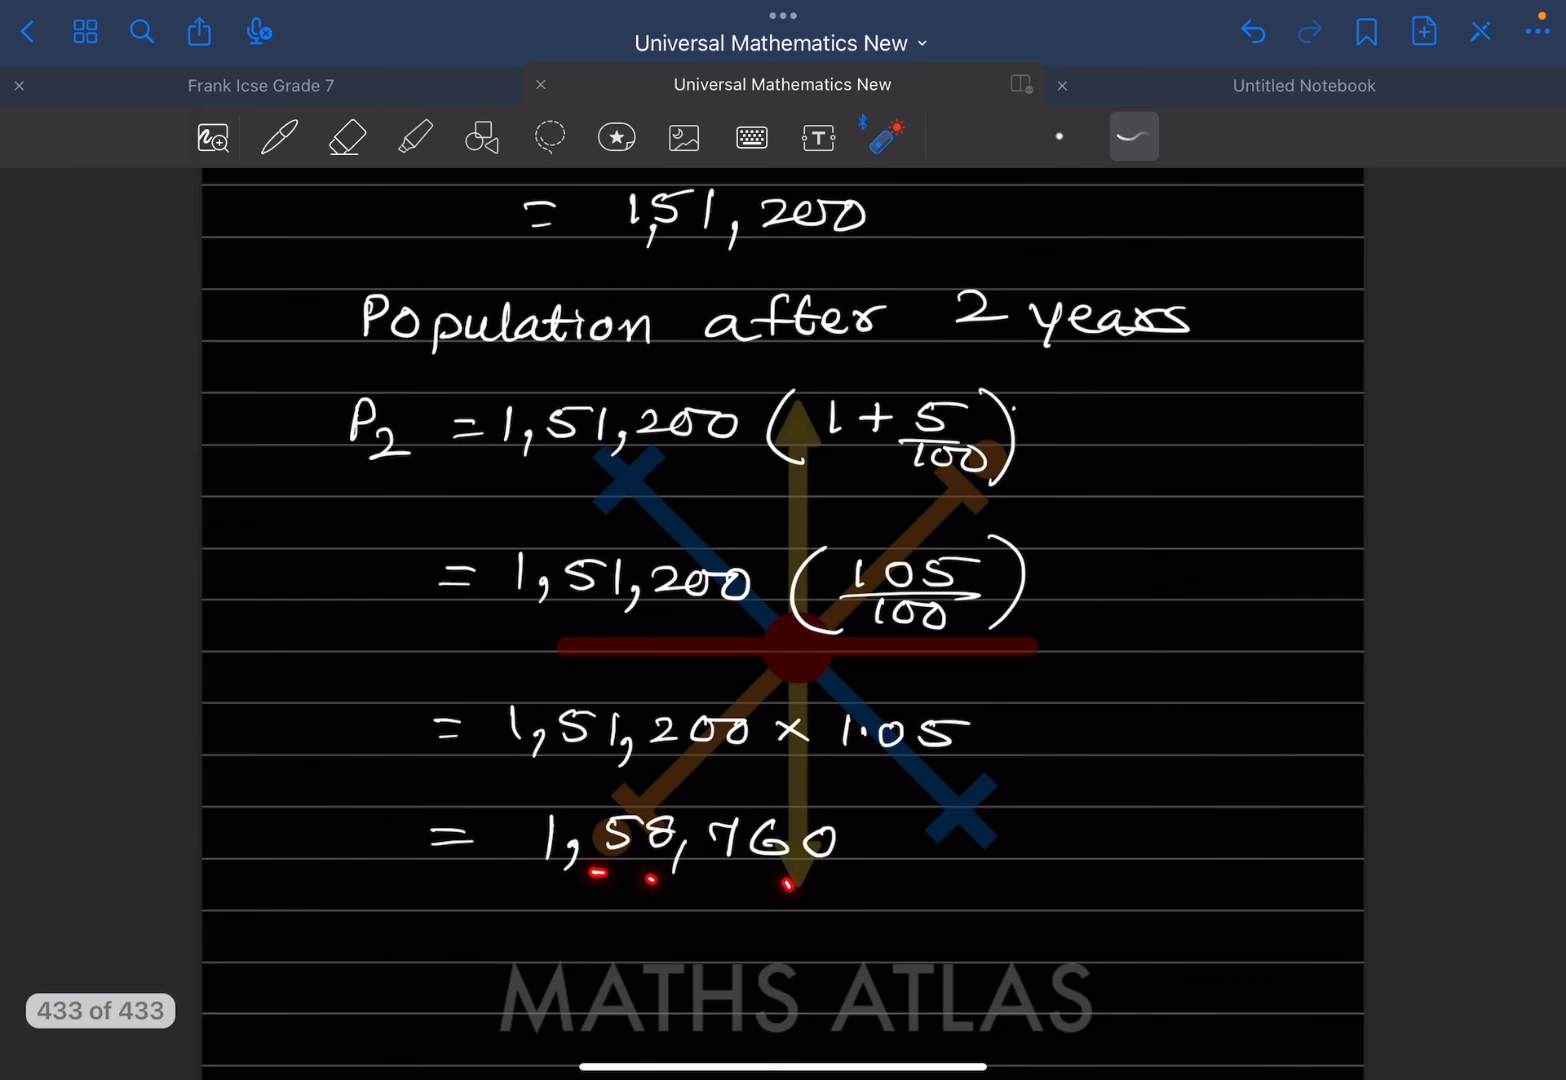 Universal Mathematics New
Frank Icse Grade 7
Universal Mathematics New
Untitled Notebook
= 1,51,200
Population after 2 years
P₂ = 1,51,200 (1 + 5/100)
= 1,51,200 (105/100)
= 1,51,200 × 1.05
= 1,58,760
MATHS ATLAS
433 of 433